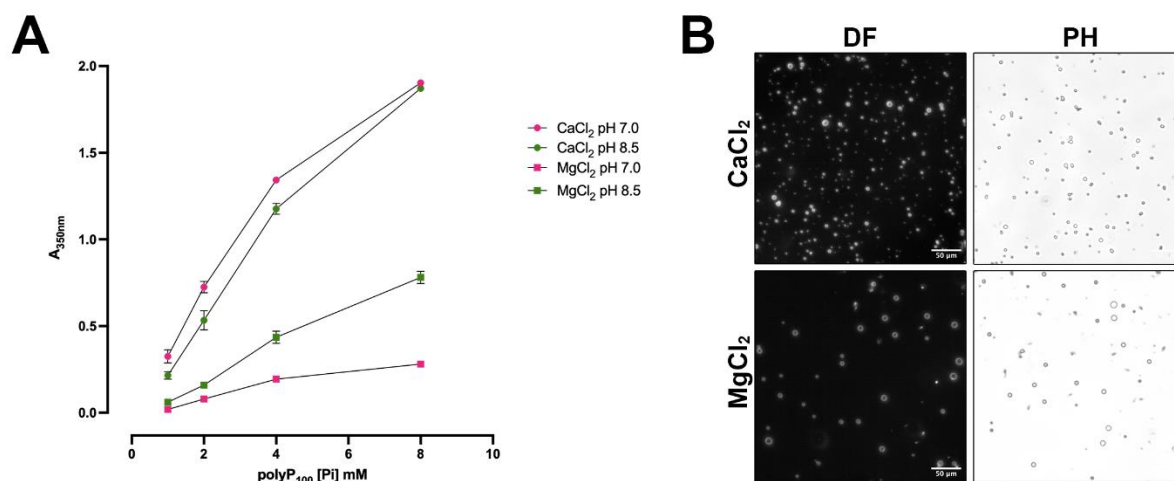 A
2.0
1.5
1.0
0.5
0.0
A350nm
0
2
4
6
8
10
polyP100 [Pi] mM
CaCl2 pH 7.0
CaCl2 pH 8.5
MgCl2 pH 7.0
MgCl2 pH 8.5
B
DF
PH
CaCl2
50 µm
MgCl2
50 µm